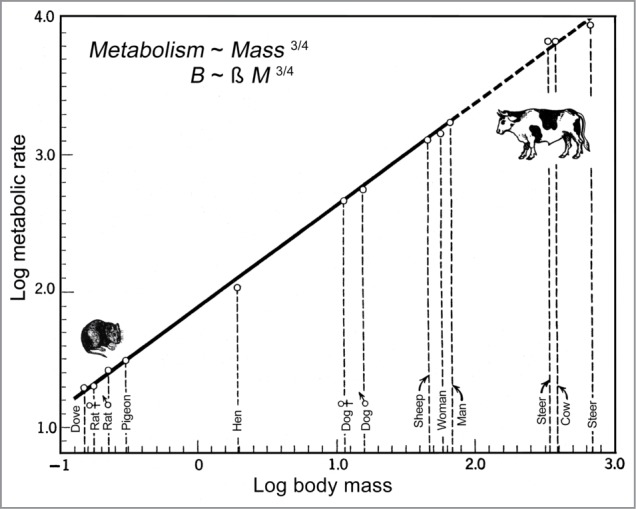 Metabolism ~ Mass 3/4
B ~ ß M 3/4
Log metabolic rate
4.0
3.0
2.0
1.0
Dove
Rat ♀
Rat ♂
Pigeon
Hen
Dog ♀
Dog ♂
Sheep
Woman
Man
Steer
Cow
Steer
−1
0
1.0
2.0
3.0
Log body mass